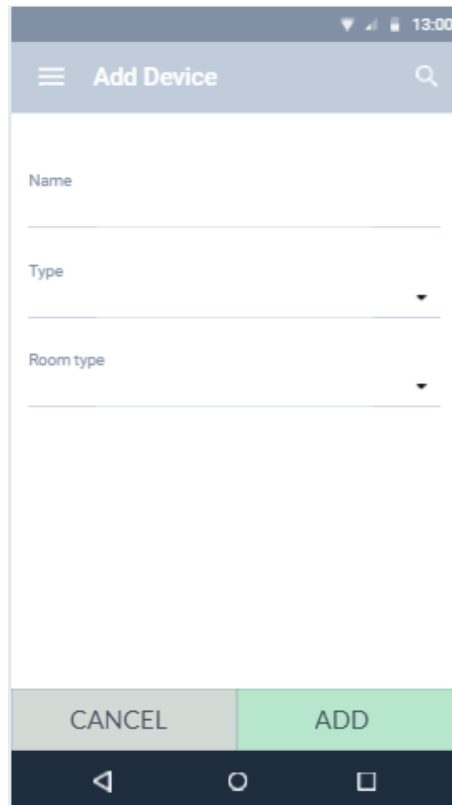 13:00
Add Device
Name
Type
Room type
CANCEL
ADD